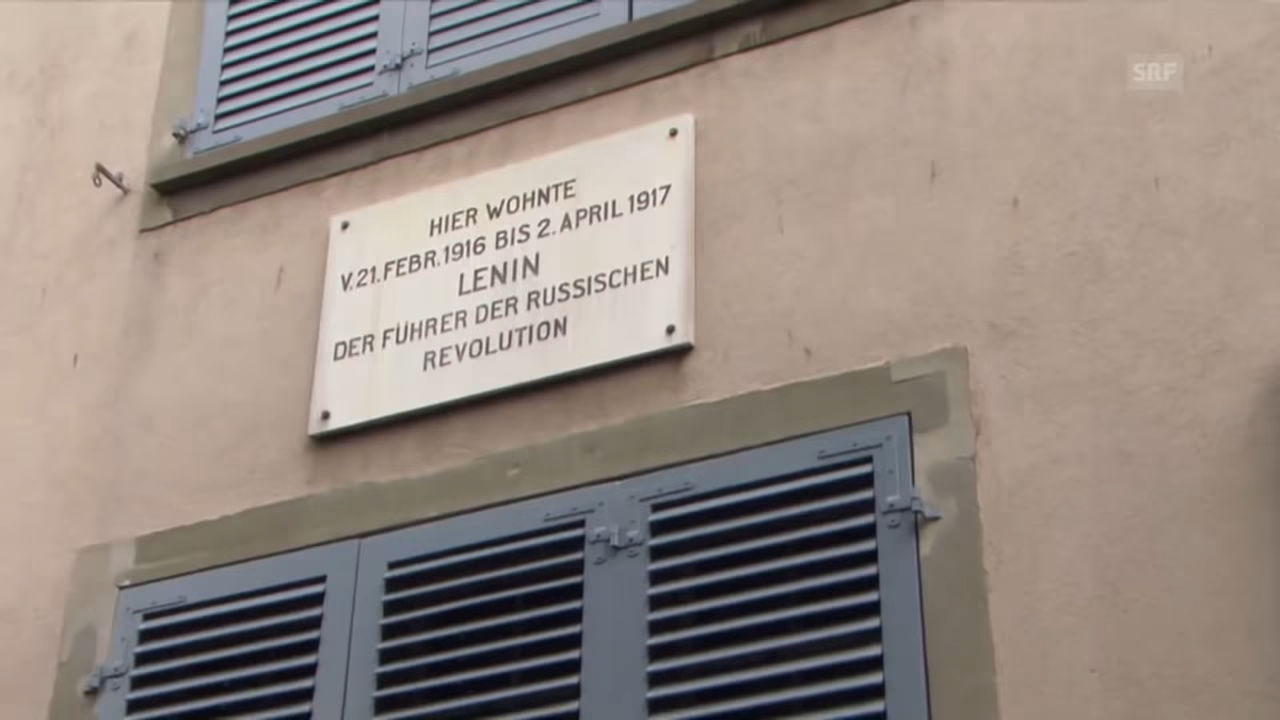 SRF
HIER WOHNTE
V. 21. FEBR. 1916 BIS 2. APRIL 1917
LENIN
DER FÜHRER DER RUSSISCHEN
REVOLUTION